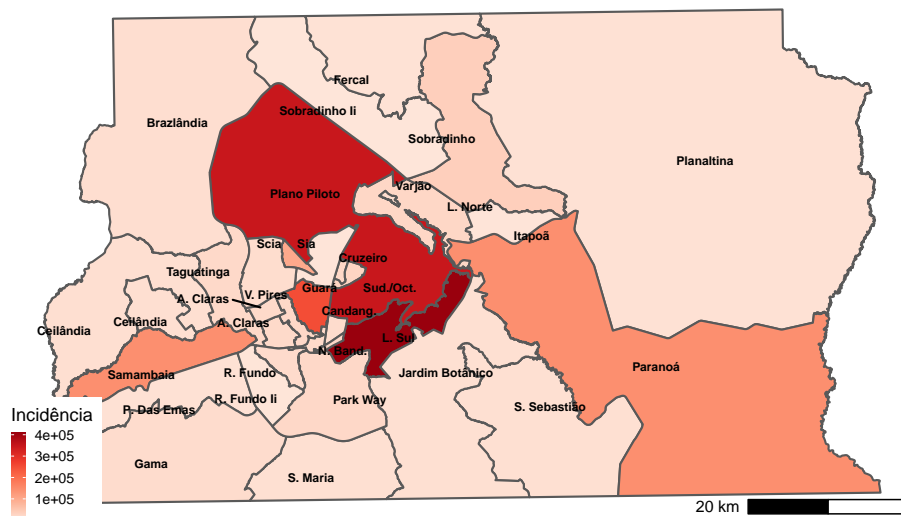 Fercal
Sobradinho Ii
Brazlândia
Sobradinho
Planaltina
Varjão
Plano Piloto
L. Norte
Itapoã
Scia
Sia
Cruzeiro
Taguatinga
Guará
Sud./Oct.
A. Claras
V. Pires
Candang.
Ceilândia
Ceilândia
A. Claras
L. Sul
N. Band.
Samambaia
R. Fundo
Jardim Botânico
Paranoá
R. Fundo Ii
Park Way
S. Sebastião
P. Das Emas
Gama
S. Maria
Incidência
4e+05
3e+05
2e+05
1e+05
20 km